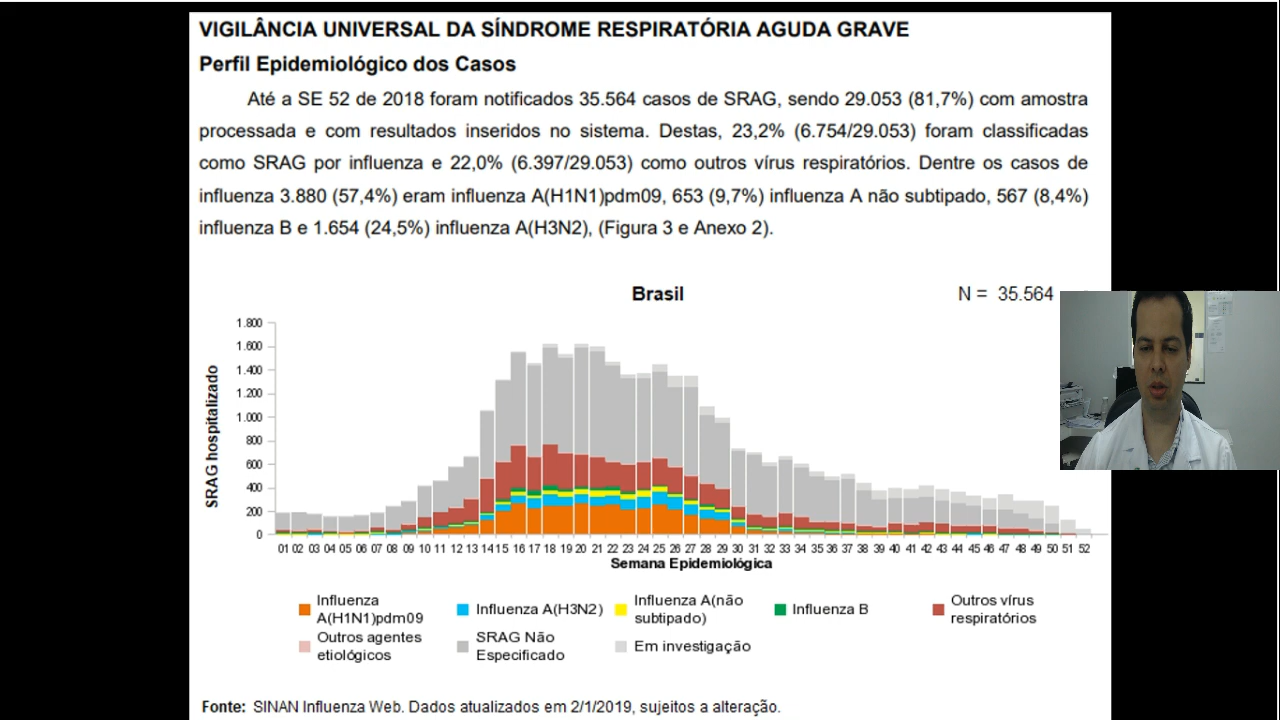 VIGILÂNCIA UNIVERSAL DA SÍNDROME RESPIRATÓRIA AGUDA GRAVE
Perfil Epidemiológico dos Casos
Até a SE 52 de 2018 foram notificados 35.564 casos de SRAG, sendo 29.053 (81,7%) com amostra
processada e com resultados inseridos no sistema. Destas, 23,2% (6.754/29.053) foram classificadas
como SRAG por influenza e 22,0% (6.397/29.053) como outros vírus respiratórios. Dentre os casos de
influenza 3.880 (57,4%) eram influenza A(H1N1)pdm09, 653 (9,7%) influenza A não subtipado, 567 (8,4%)
influenza B e 1.654 (24,5%) influenza A(H3N2), (Figura 3 e Anexo 2).
Brasil
N = 35.564
SRAG hospitalizado
1.800
1.600
1.400
1.200
1.000
800
600
400
200
0
01 02 03 04 05 06 07 08 09 10 11 12 13 14 15 16 17 18 19 20 21 22 23 24 25 26 27 28 29 30 31 32 33 34 35 36 37 38 39 40 41 42 43 44 45 46 47 48 49 50 51 52
Semana Epidemiológica
Influenza A(H1N1)pdm09
Influenza A(H3N2)
Influenza A(não subtipado)
Influenza B
Outros vírus respiratórios
Outros agentes etiológicos
SRAG Não Especificado
Em investigação
Fonte: SINAN Influenza Web. Dados atualizados em 2/1/2019, sujeitos a alteração.